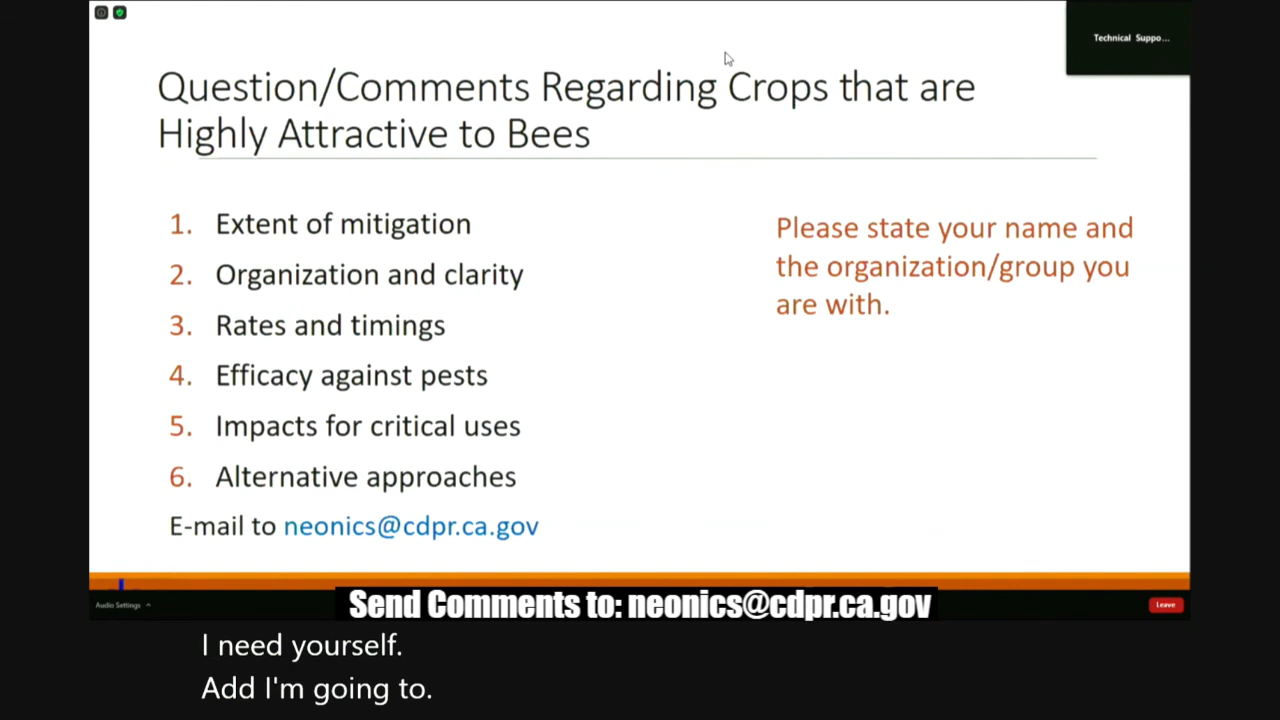 Technical Suppo...
Question/Comments Regarding Crops that are
Highly Attractive to Bees
1. Extent of mitigation
2. Organization and clarity
3. Rates and timings
4. Efficacy against pests
5. Impacts for critical uses
6. Alternative approaches
E-mail to neonics@cdpr.ca.gov
Please state your name and
the organization/group you
are with.
Audio Settings
Send Comments to: neonics@cdpr.ca.gov
Leave
I need yourself.
Add I'm going to.